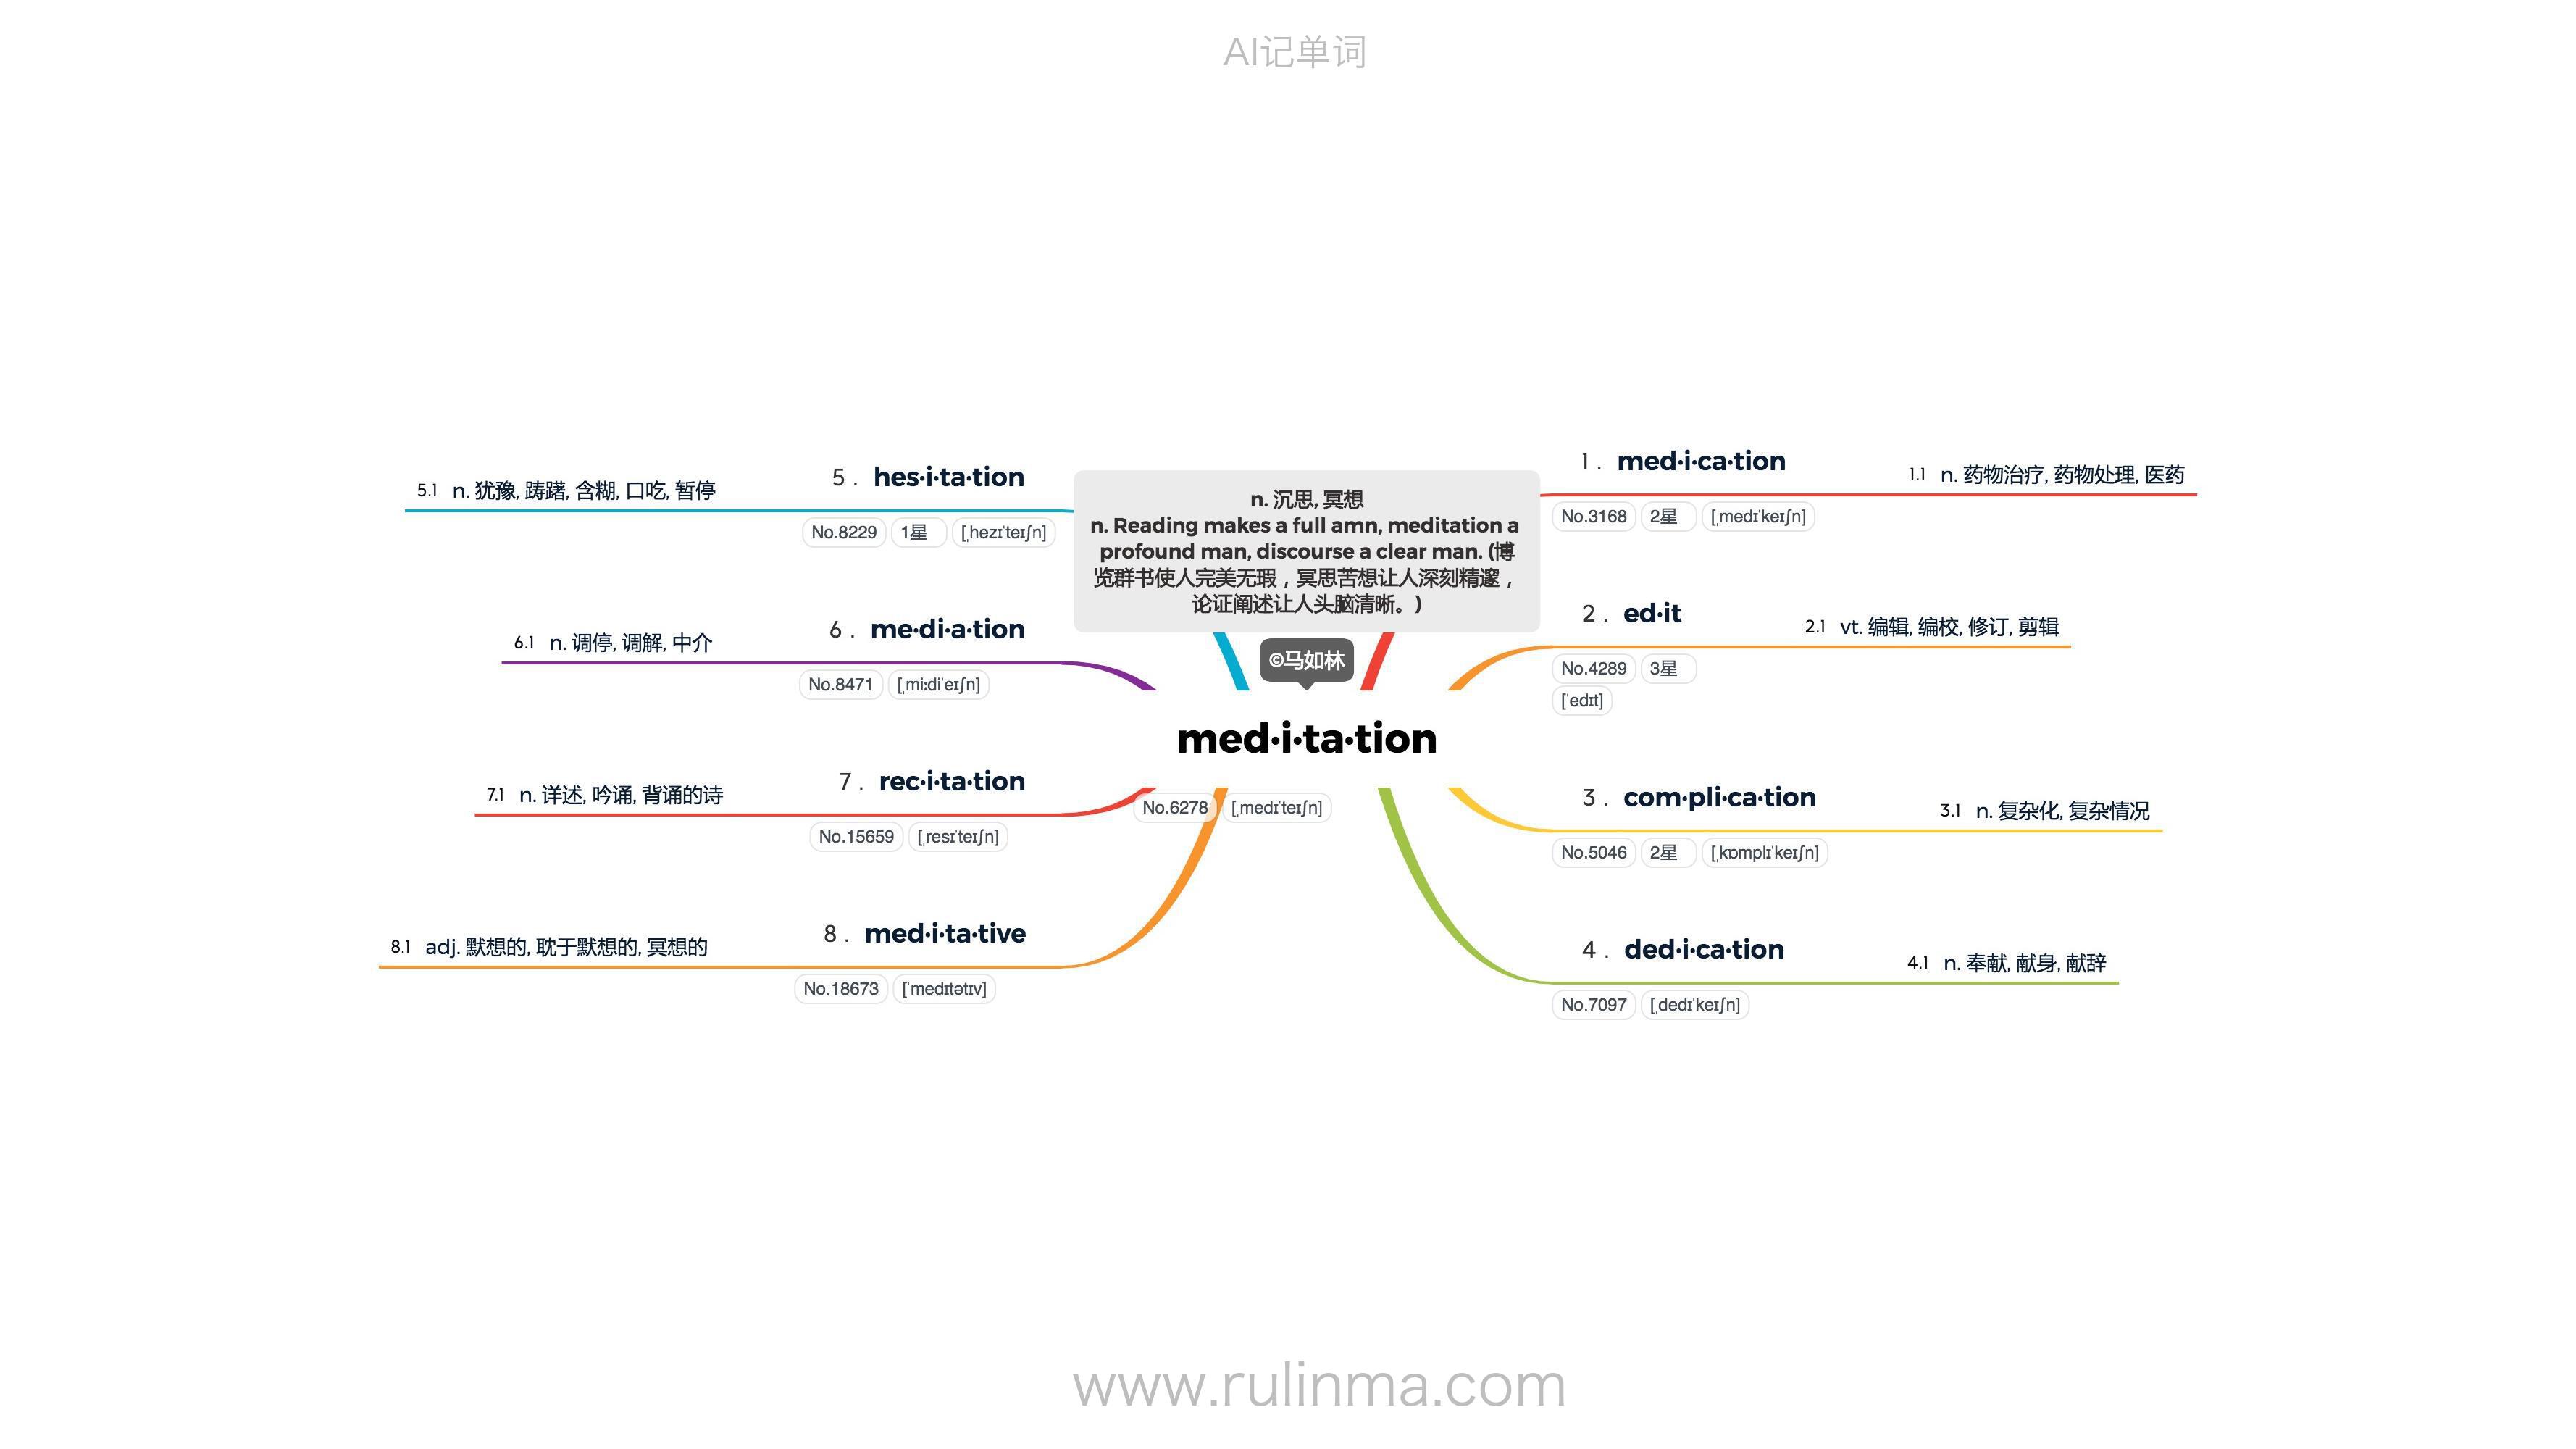 AI记单词
n. 沉思, 冥想
n. Reading makes a full amn, meditation a
profound man, discourse a clear man. (博
览群书使人完美无瑕，冥思苦想让人深刻精邃，
论证阐述让人头脑清晰。)
©马如林
med·i·ta·tion
No.6278 [ˌmedɪˈteɪʃn]
1 . med·i·ca·tion
1.1 n. 药物治疗, 药物处理, 医药
No.3168 2星 [ˌmedɪˈkeɪʃn]
2 . ed·it
2.1 vt. 编辑, 编校, 修订, 剪辑
No.4289 3星
[ˈedɪt]
3 . com·pli·ca·tion
3.1 n. 复杂化, 复杂情况
No.5046 2星 [ˌkɒmplɪˈkeɪʃn]
4 . ded·i·ca·tion
4.1 n. 奉献, 献身, 献辞
No.7097 [ˌdedɪˈkeɪʃn]
5 . hes·i·ta·tion
5.1 n. 犹豫, 踌躇, 含糊, 口吃, 暂停
No.8229 1星 [ˌhezɪˈteɪʃn]
6 . me·di·a·tion
6.1 n. 调停, 调解, 中介
No.8471 [ˌmiːdiˈeɪʃn]
7 . rec·i·ta·tion
7.1 n. 详述, 吟诵, 背诵的诗
No.15659 [ˌresɪˈteɪʃn]
8 . med·i·ta·tive
8.1 adj. 默想的, 耽于默想的, 冥想的
No.18673 [ˈmedɪtətɪv]
www.rulinma.com